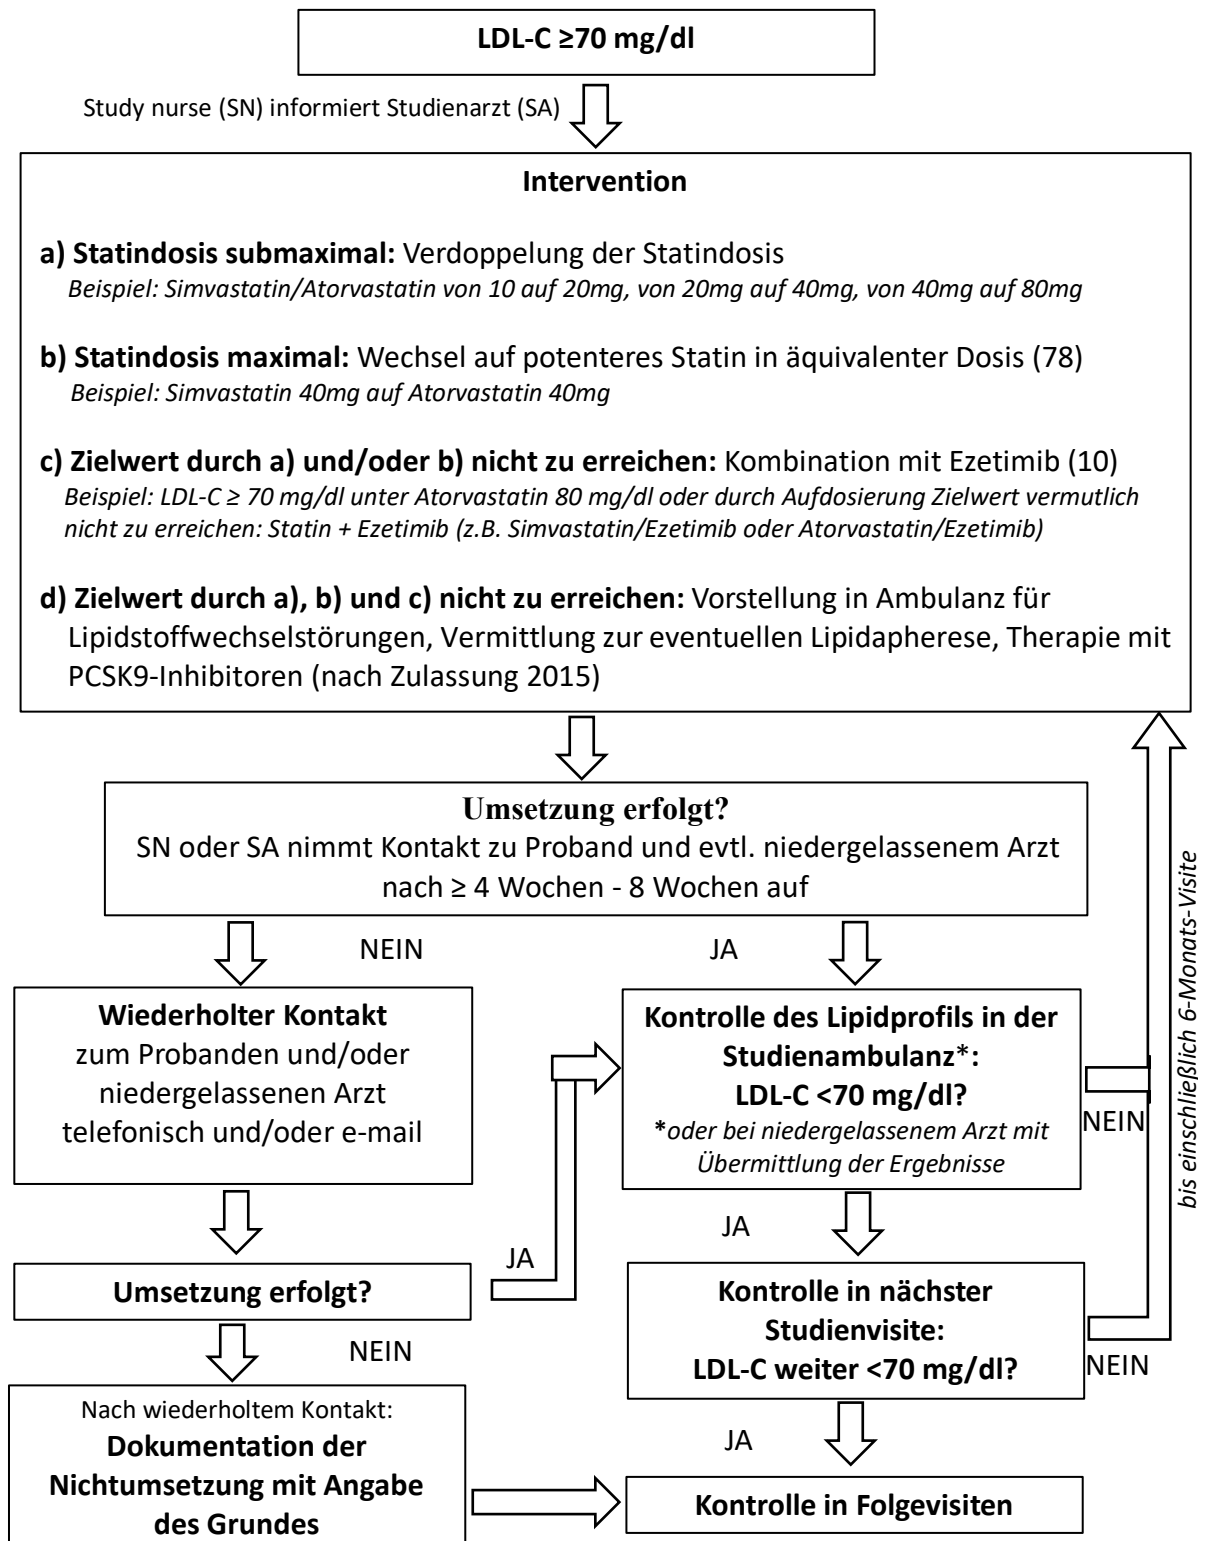 LDL-C ≥70 mg/dl
Study nurse (SN) informiert Studienarzt (SA)
Intervention
a) Statindosis submaximal: Verdoppelung der Statindosis
Beispiel: Simvastatin/Atorvastatin von 10 auf 20mg, von 20mg auf 40mg, von 40mg auf 80mg
b) Statindosis maximal: Wechsel auf potenteres Statin in äquivalenter Dosis (78)
Beispiel: Simvastatin 40mg auf Atorvastatin 40mg
c) Zielwert durch a) und/oder b) nicht zu erreichen: Kombination mit Ezetimib (10)
Beispiel: LDL-C ≥ 70 mg/dl unter Atorvastatin 80 mg/dl oder durch Aufdosierung Zielwert vermutlich
nicht zu erreichen: Statin + Ezetimib (z.B. Simvastatin/Ezetimib oder Atorvastatin/Ezetimib)
d) Zielwert durch a), b) und c) nicht zu erreichen: Vorstellung in Ambulanz für
Lipidstoffwechselstörungen, Vermittlung zur eventuellen Lipidapherese, Therapie mit
PCSK9-Inhibitoren (nach Zulassung 2015)
Umsetzung erfolgt?
SN oder SA nimmt Kontakt zu Proband und evtl. niedergelassenem Arzt
nach ≥ 4 Wochen - 8 Wochen auf
NEIN
JA
Wiederholter Kontakt
zum Probanden und/oder
niedergelassenen Arzt
telefonisch und/oder e-mail
Kontrolle des Lipidprofils in der
Studienambulanz*:
LDL-C <70 mg/dl?
*oder bei niedergelassenem Arzt mit
Übermittlung der Ergebnisse
NEIN
bis einschließlich 6-Monats-Visite
JA
JA
Umsetzung erfolgt?
Kontrolle in nächster
Studienvisite:
LDL-C weiter <70 mg/dl?
NEIN
NEIN
JA
Nach wiederholtem Kontakt:
Dokumentation der
Nichtumsetzung mit Angabe
des Grundes
Kontrolle in Folgevisiten